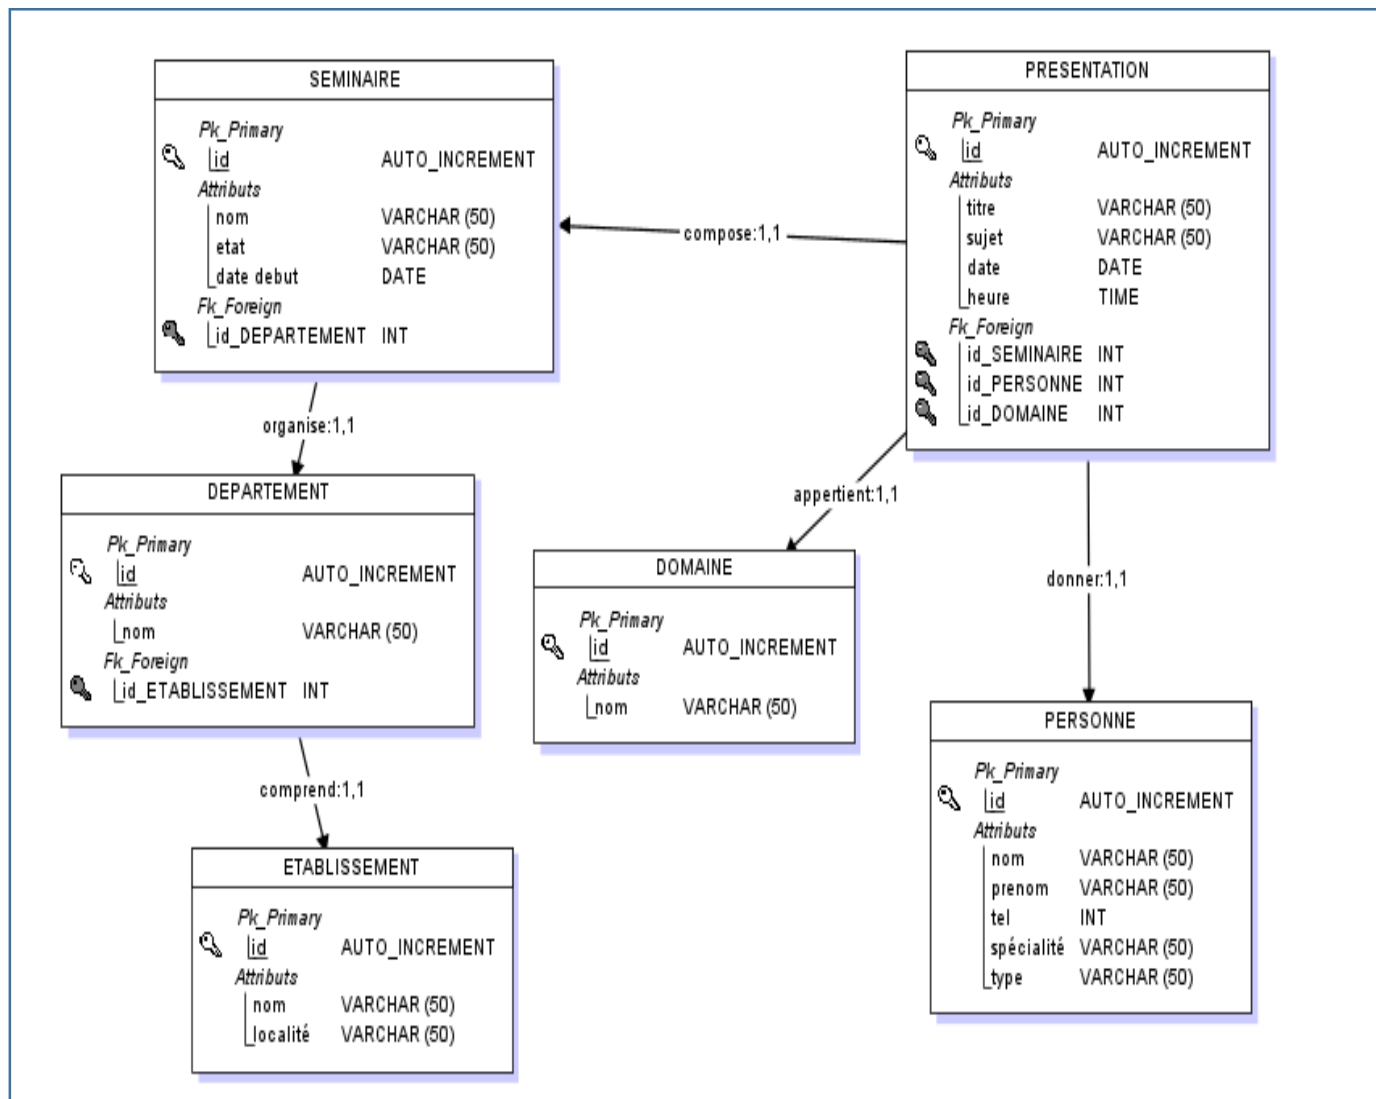 SEMINAIRE
Pk_Primary
id AUTO_INCREMENT
Attributs
nom VARCHAR (50)
etat VARCHAR (50)
date debut DATE
Fk_Foreign
id_DEPARTEMENT INT
PRESENTATION
Pk_Primary
id AUTO_INCREMENT
Attributs
titre VARCHAR (50)
sujet VARCHAR (50)
date DATE
heure TIME
Fk_Foreign
id_SEMINAIRE INT
id_PERSONNE INT
id_DOMAINE INT
compose:1,1
organise:1,1
appertient:1,1
donner:1,1
DEPARTEMENT
Pk_Primary
id AUTO_INCREMENT
Attributs
nom VARCHAR (50)
Fk_Foreign
id_ETABLISSEMENT INT
DOMAINE
Pk_Primary
id AUTO_INCREMENT
Attributs
nom VARCHAR (50)
PERSONNE
Pk_Primary
id AUTO_INCREMENT
Attributs
nom VARCHAR (50)
prenom VARCHAR (50)
tel INT
spécialité VARCHAR (50)
type VARCHAR (50)
comprend:1,1
ETABLISSEMENT
Pk_Primary
id AUTO_INCREMENT
Attributs
nom VARCHAR (50)
localité VARCHAR (50)